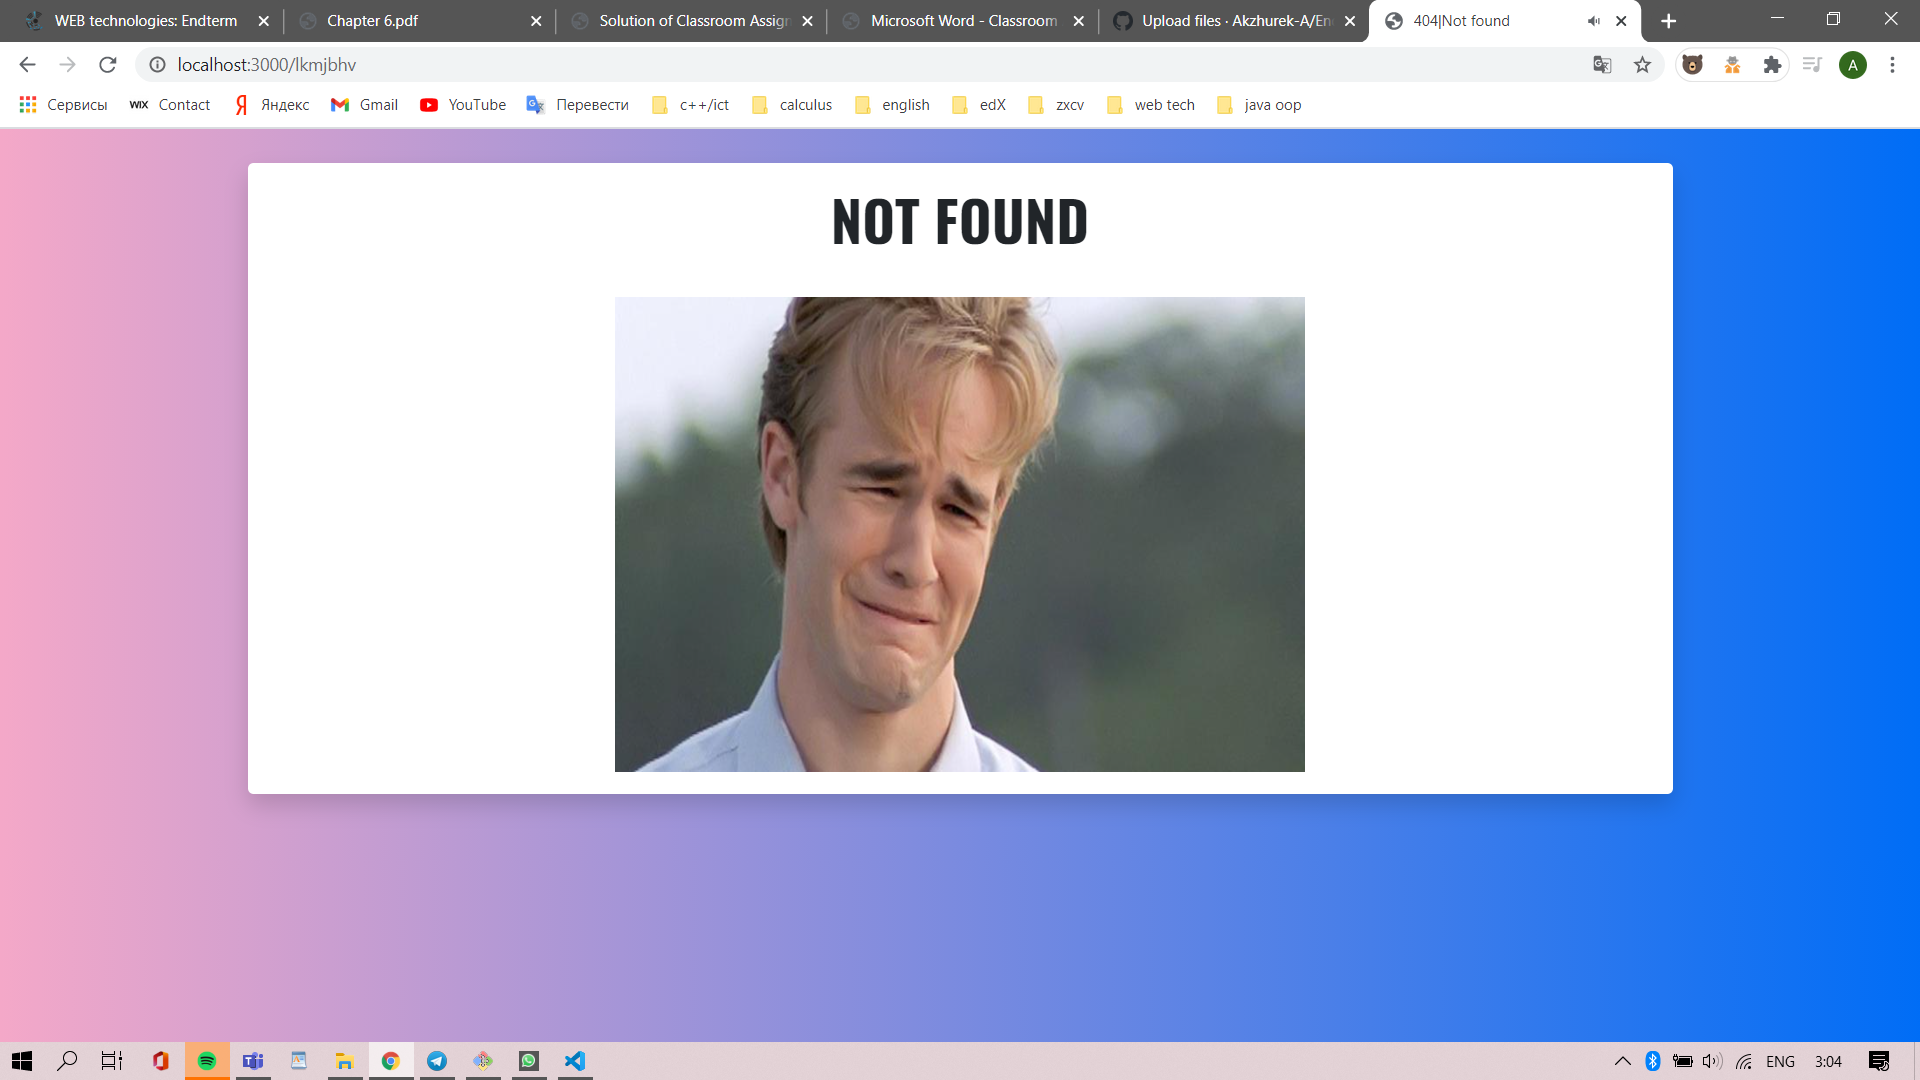 WEB technologies: Endterm
Chapter 6.pdf
Solution of Classroom Assign
Microsoft Word - Classroom
Upload files · Akzhurek-A/En
404|Not found
localhost:3000/lkmjbhv
A
Сервисы
WIX Contact
Я Яндекс
Gmail
YouTube
Перевести
c++/ict
calculus
english
edX
zxcv
web tech
java oop
NOT FOUND
ENG
3:04